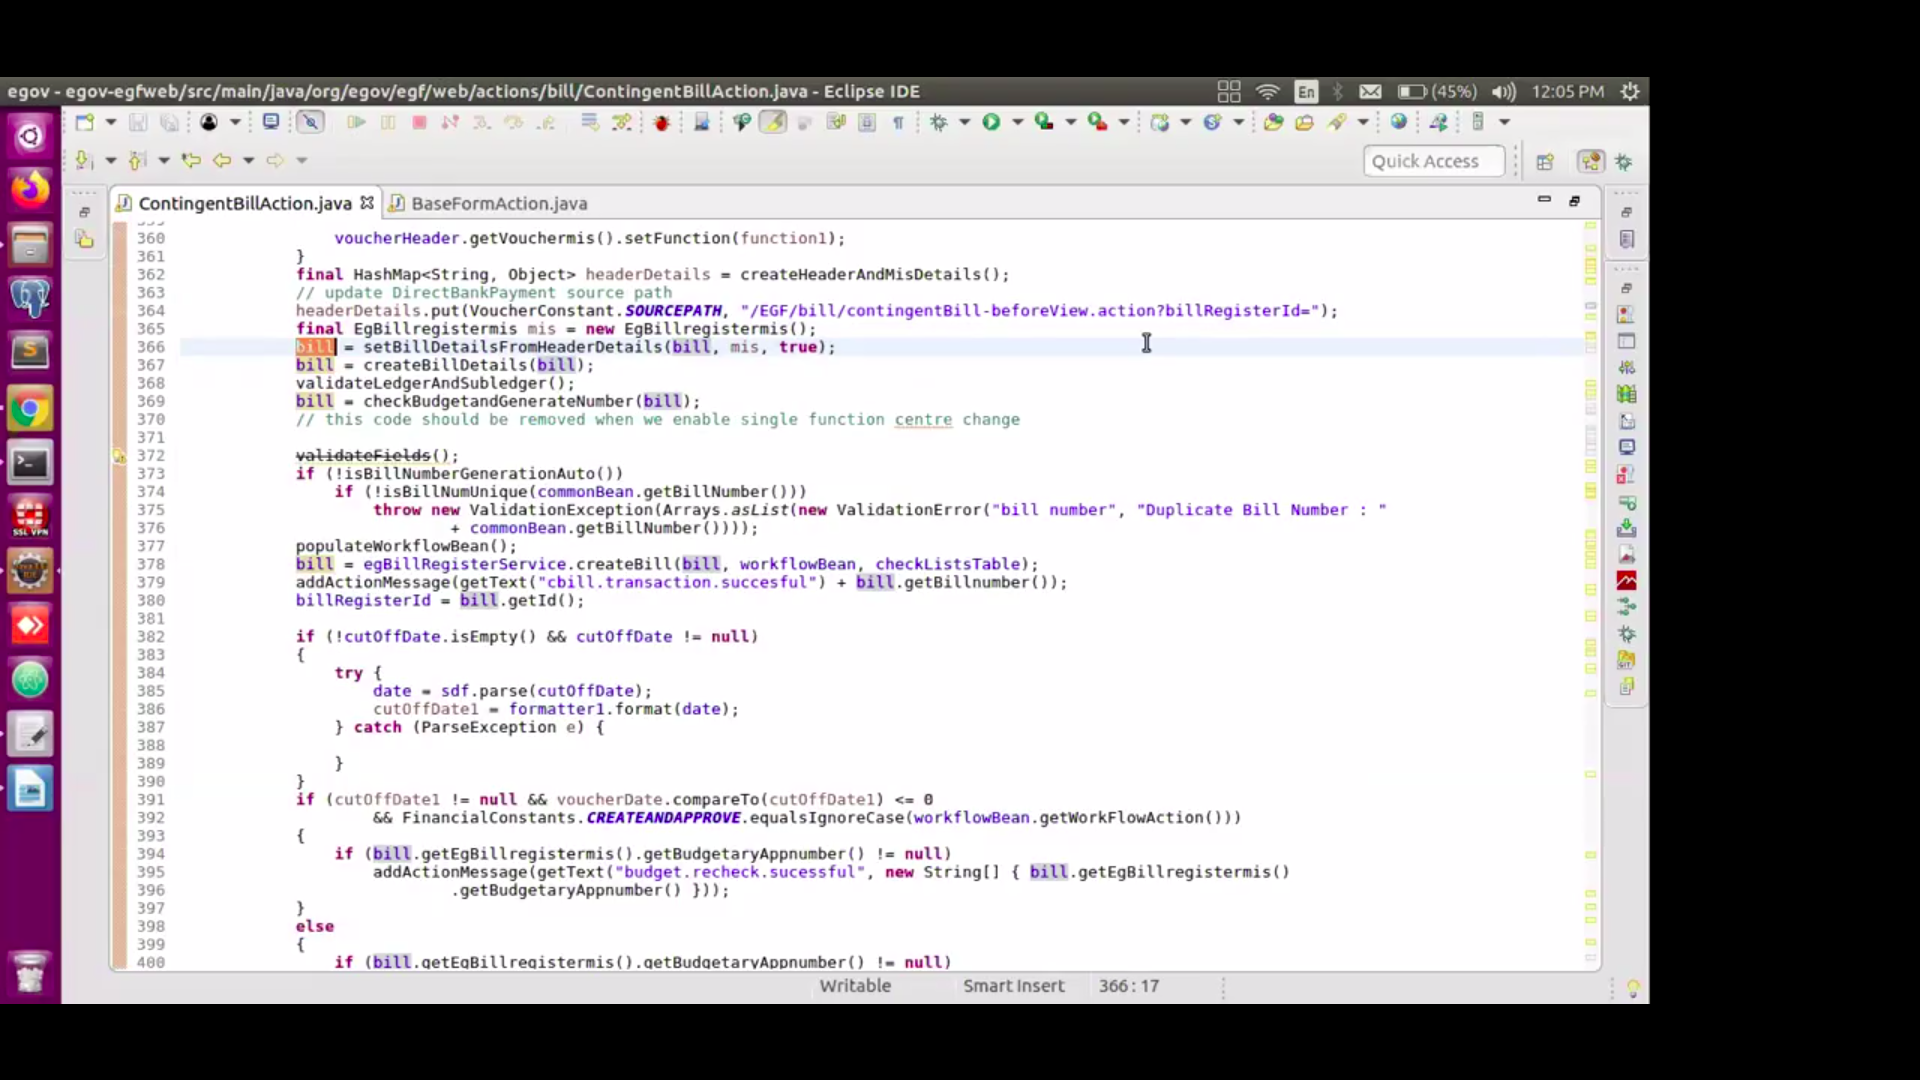 egov - egov-egfweb/src/main/java/org/egov/egf/web/actions/bill/ContingentBillAction.java - Eclipse IDE
En
(45%)
12:05 PM
Quick Access
ContingentBillAction.java
BaseFormAction.java
360 voucherHeader.getVouchermis().setFunction(function1);
361 }
362 final HashMap<String, Object> headerDetails = createHeaderAndMisDetails();
363 // update DirectBankPayment source path
364 headerDetails.put(VoucherConstant.SOURCEPATH, "/EGF/bill/contingentBill-beforeView.action?billRegisterId=");
365 final EgBillregistermis mis = new EgBillregistermis();
366 bill = setBillDetailsFromHeaderDetails(bill, mis, true);
367 bill = createBillDetails(bill);
368 validateLedgerAndSubledger();
369 bill = checkBudgetandGenerateNumber(bill);
370 // this code should be removed when we enable single function centre change
371
372 validateFields();
373 if (!isBillNumberGenerationAuto())
374 if (!isBillNumUnique(commonBean.getBillNumber()))
375 throw new ValidationException(Arrays.asList(new ValidationError("bill number", "Duplicate Bill Number : "
376 + commonBean.getBillNumber())));
377 populateWorkflowBean();
378 bill = egBillRegisterService.createBill(bill, workflowBean, checkListsTable);
379 addActionMessage(getText("cbill.transaction.succesful") + bill.getBillnumber());
380 billRegisterId = bill.getId();
381
382 if (!cutOffDate.isEmpty() && cutOffDate != null)
383 {
384 try {
385 date = sdf.parse(cutOffDate);
386 cutOffDate1 = formatter1.format(date);
387 } catch (ParseException e) {
388
389 }
390 }
391 if (cutOffDate1 != null && voucherDate.compareTo(cutOffDate1) <= 0
392 && FinancialConstants.CREATEANDAPPROVE.equalsIgnoreCase(workflowBean.getWorkFlowAction()))
393 {
394 if (bill.getEgBillregistermis().getBudgetaryAppnumber() != null)
395 addActionMessage(getText("budget.recheck.sucessful", new String[] { bill.getEgBillregistermis()
396 .getBudgetaryAppnumber() }));
397 }
398 else
399 {
400 if (bill.getEgBillregistermis().getBudgetaryAppnumber() != null)
SSL VPN
Writable
Smart Insert
366 : 17